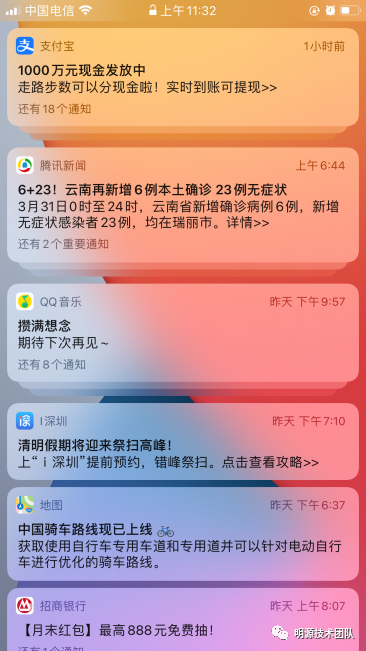 中国电信 上午11:32
支付宝 1小时前
1000万元现金发放中
走路步数可以分现金啦！实时到账可提现>>
还有18个通知
腾讯新闻 上午6:44
6+23！云南再新增6例本土确诊 23例无症状
3月31日0时至24时，云南省新增确诊病例6例，新增
无症状感染者23例，均在瑞丽市。详情>>
还有2个重要通知
QQ音乐 昨天 下午9:57
攒满想念
期待下次再见～
还有8个通知
i深圳 昨天 下午7:10
清明假期将迎来祭扫高峰！
上“ｉ深圳”提前预约，错峰祭扫。点击查看攻略>>
地图 昨天 下午6:37
中国骑车路线现已上线 🚲
获取使用自行车专用车道和专用道并可以针对电动自行
车进行优化的骑车路线。
招商银行 昨天 上午8:07
【月末红包】最高888元免费抽！
还有1个通知
明源技术团队